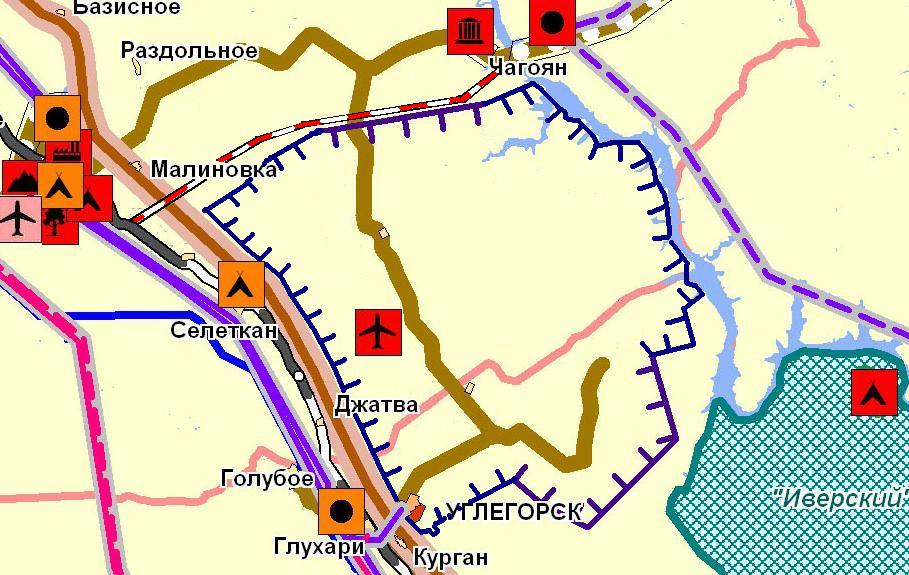 Базисное
Раздольное
Чагоян
Малиновка
Селеткан
Джатва
Голубое
"Иверский"
УГЛЕГОРСК
Глухари
Курган